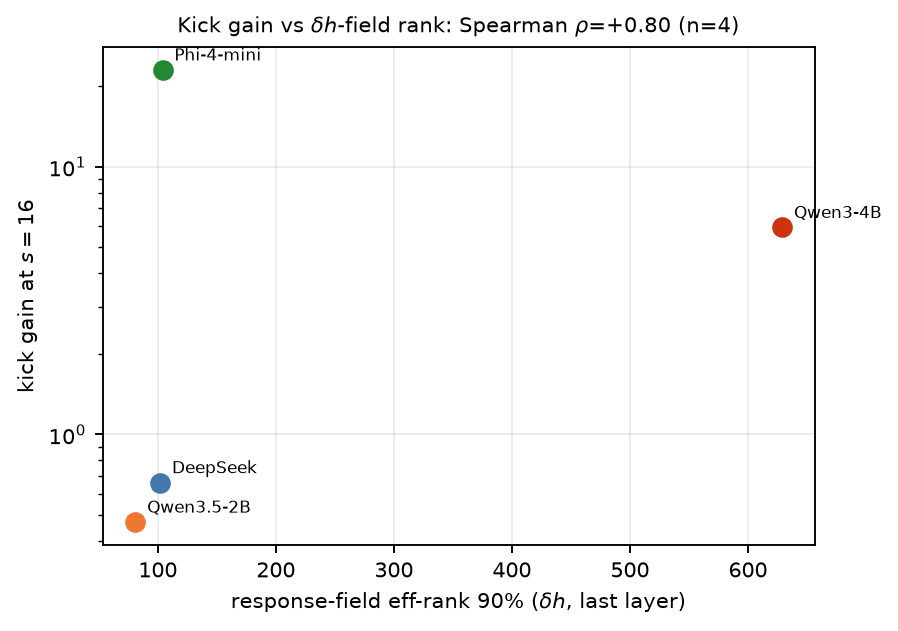 Kick gain vs δh-field rank: Spearman ρ=+0.80 (n=4)
Phi-4-mini
10¹
Qwen3-4B
kick gain at s = 16
10⁰
DeepSeek
Qwen3.5-2B
100 200 300 400 500 600
response-field eff-rank 90% (δh, last layer)